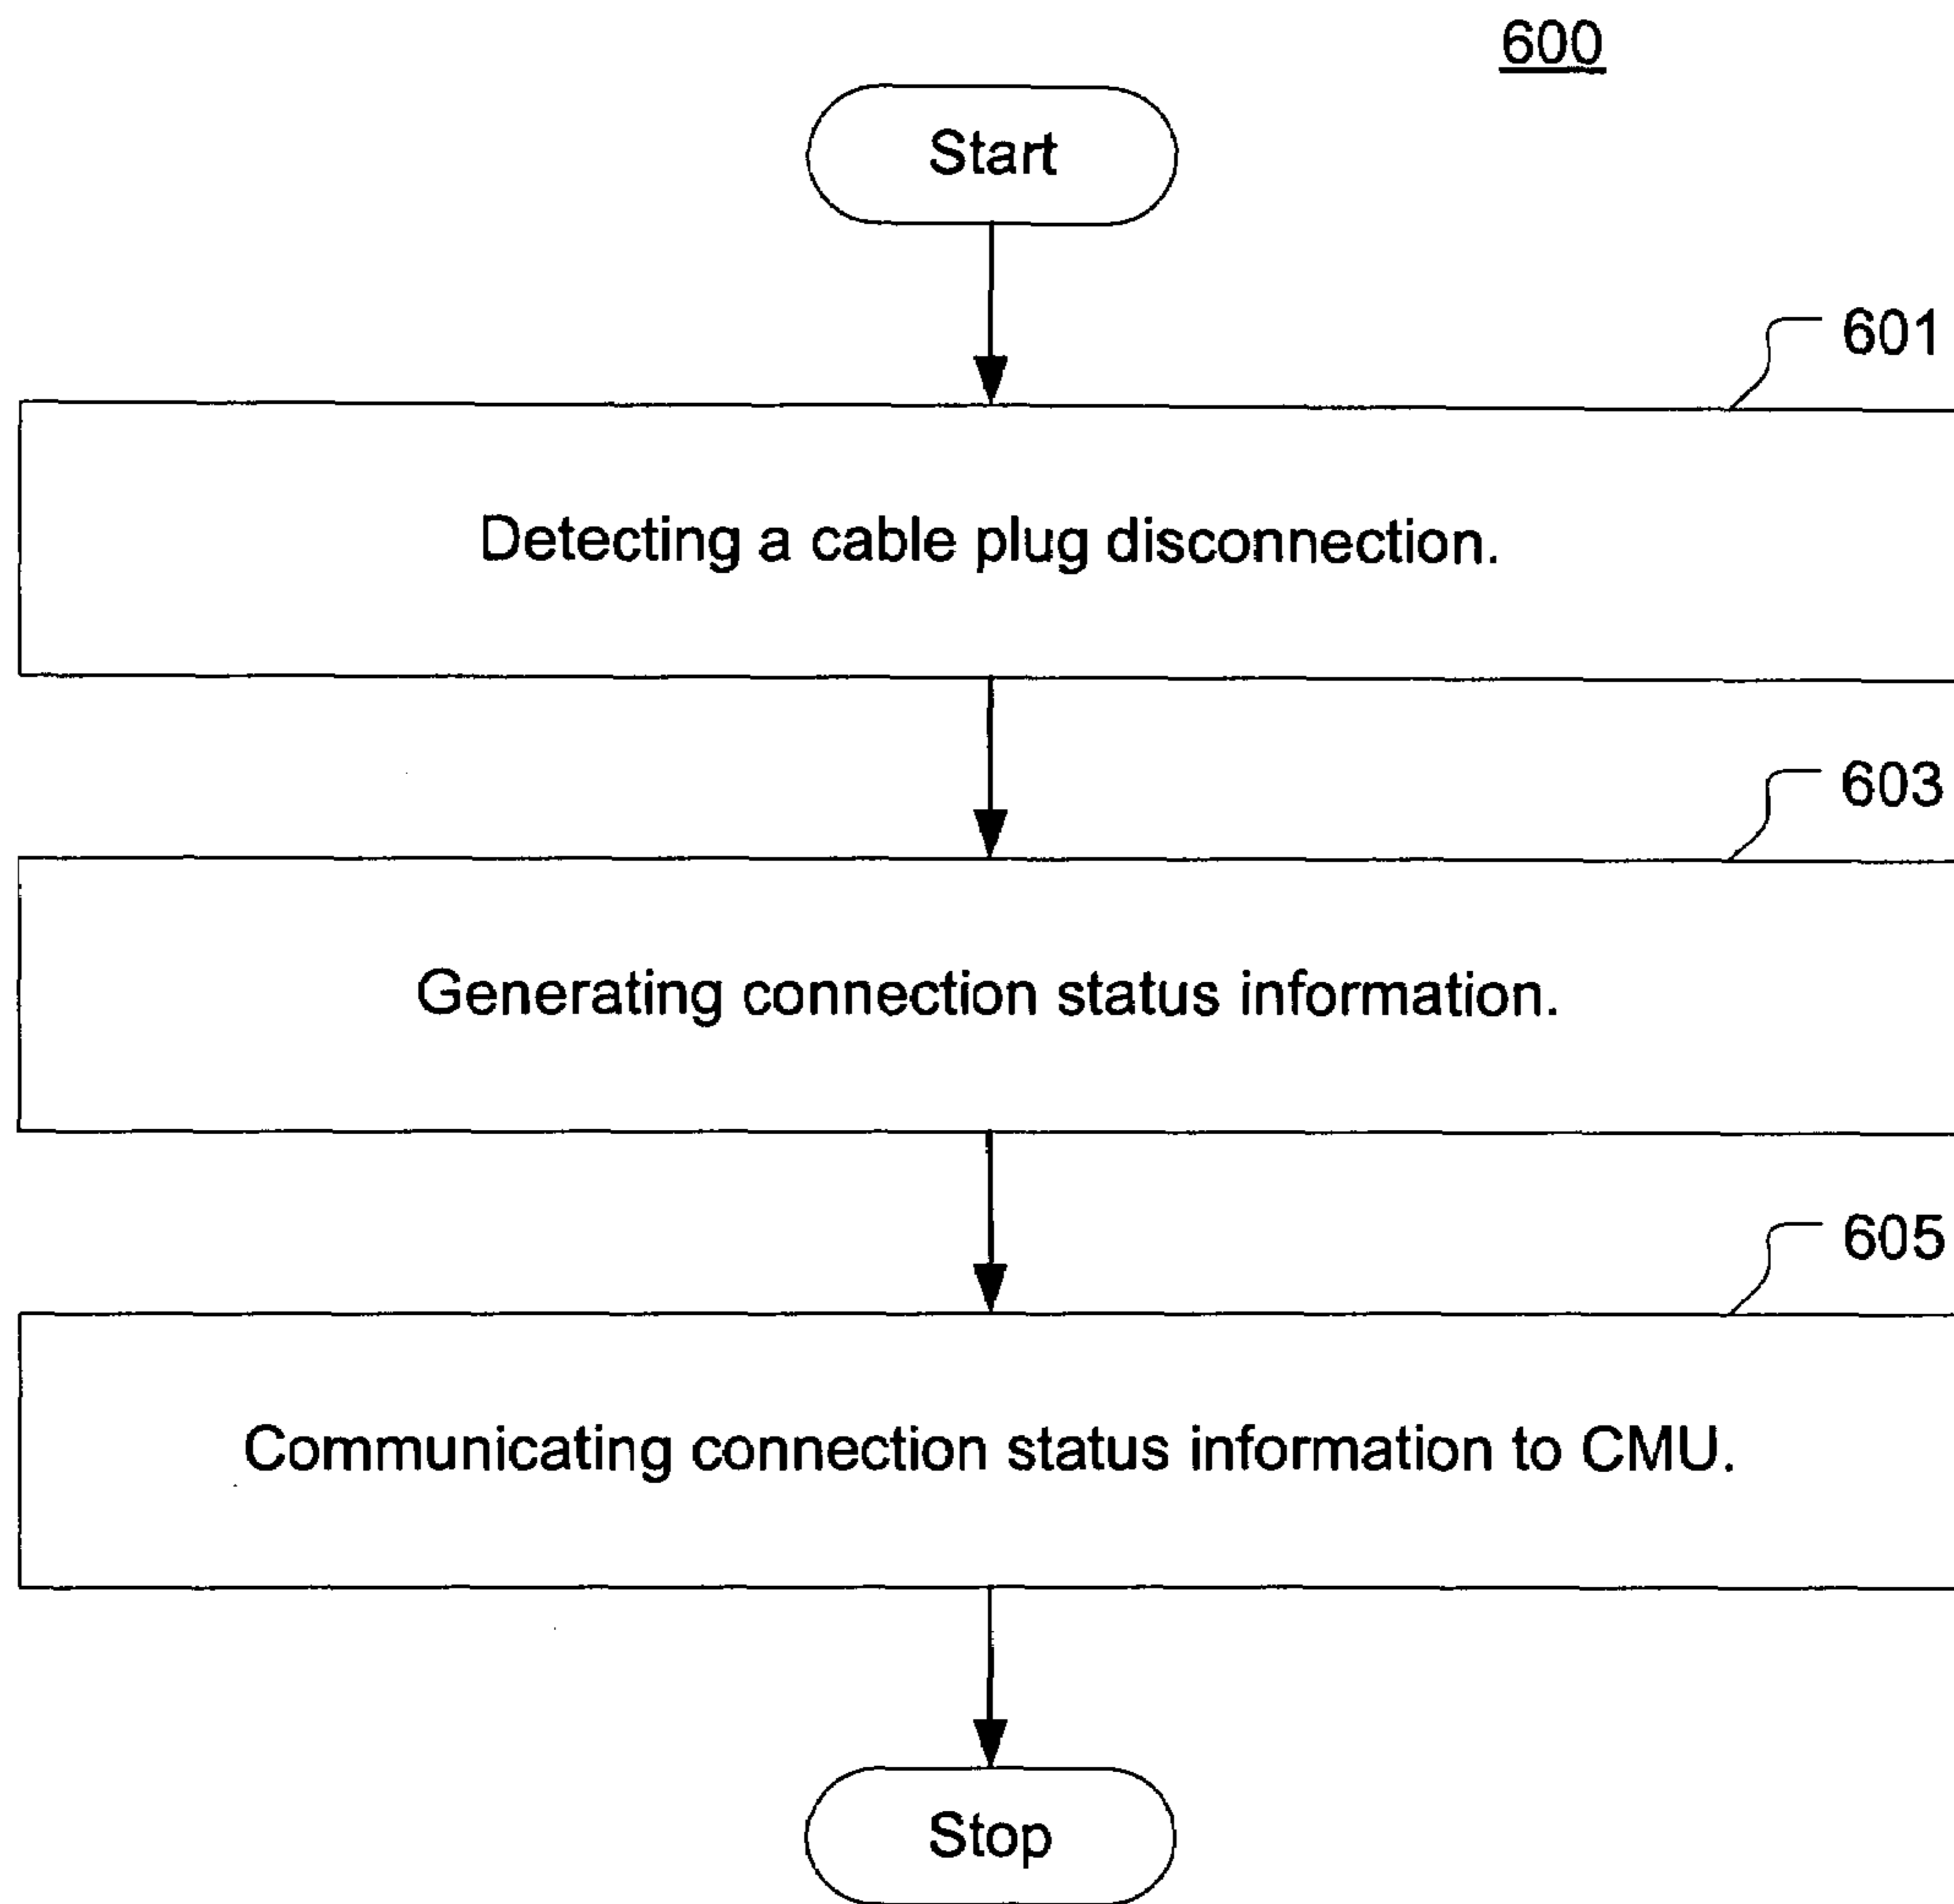 600
Start
601
Detecting a cable plug disconnection.
603
Generating connection status information.
605
Communicating connection status information to CMU.
Stop